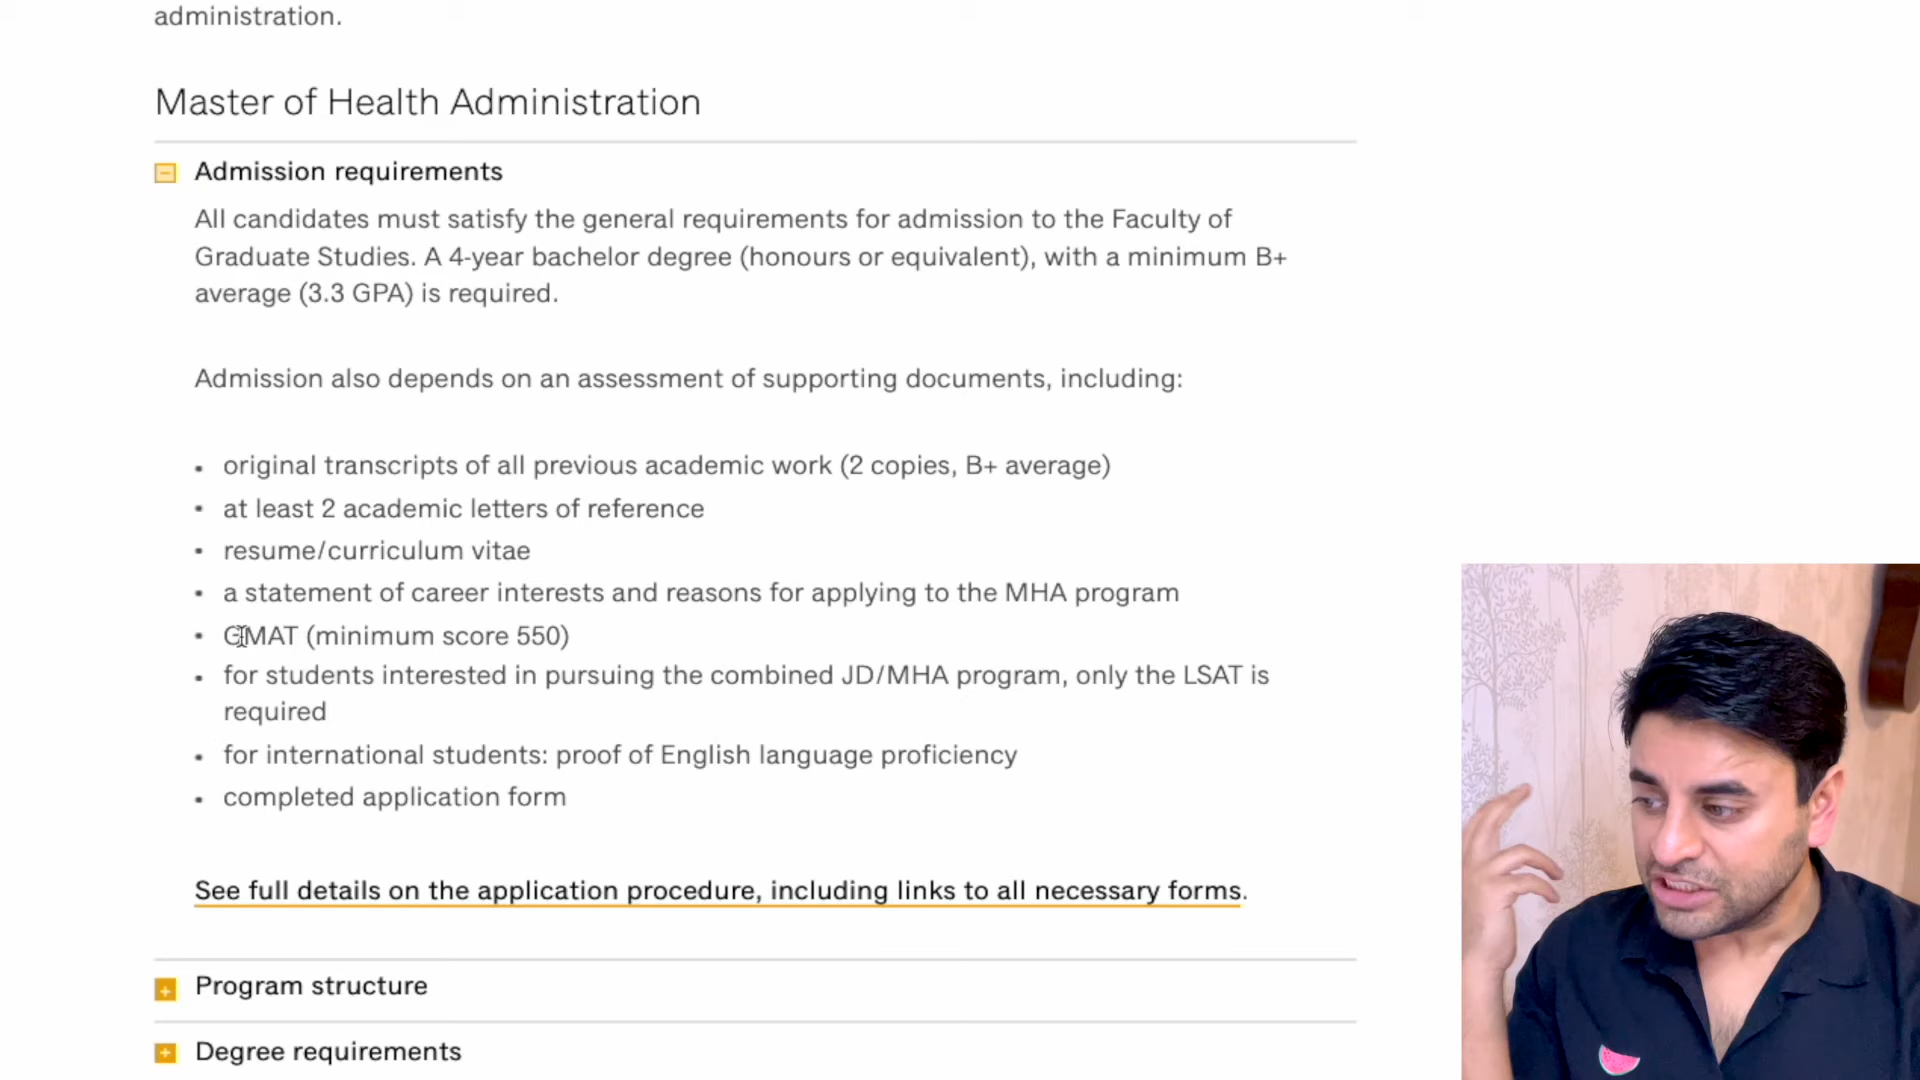 administration.
Master of Health Administration
Admission requirements
All candidates must satisfy the general requirements for admission to the Faculty of
Graduate Studies. A 4-year bachelor degree (honours or equivalent), with a minimum B+
average (3.3 GPA) is required.
Admission also depends on an assessment of supporting documents, including:
original transcripts of all previous academic work (2 copies, B+ average)
at least 2 academic letters of reference
resume/curriculum vitae
a statement of career interests and reasons for applying to the MHA program
GMAT (minimum score 550)
for students interested in pursuing the combined JD/MHA program, only the LSAT is
required
for international students: proof of English language proficiency
completed application form
See full details on the application procedure, including links to all necessary forms.
Program structure
Degree requirements